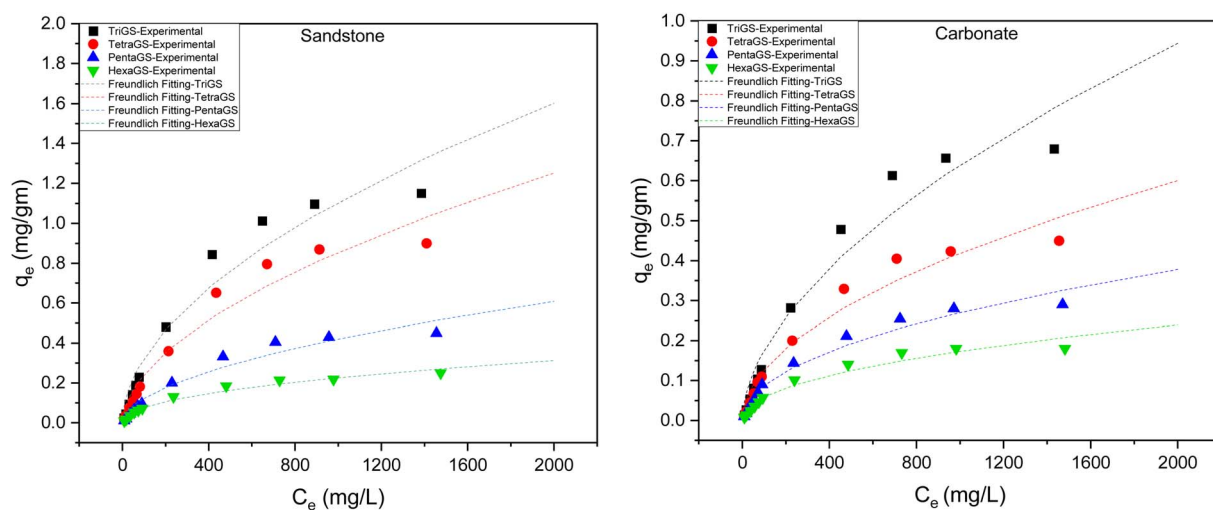 Sandstone
TriGS-Experimental
TetraGS-Experimental
PentaGS-Experimental
HexaGS-Experimental
Freundlich Fitting-TriGS
Freundlich Fitting-TetraGS
Freundlich Fitting-PentaGS
Freundlich Fitting-HexaGS
2.0
1.8
1.6
1.4
1.2
1.0
0.8
0.6
0.4
0.2
0.0
qe (mg/gm)
0 400 800 1200 1600 2000
Ce (mg/L)
Carbonate
TriGS-Experimental
TetraGS-Experimental
PentaGS-Experimental
HexaGS-Experimental
Freundlich Fitting-TriGS
Freundlich Fitting-TetraGS
Freundlich Fitting-PentaGS
Freundlich Fitting-HexaGS
1.0
0.9
0.8
0.7
0.6
0.5
0.4
0.3
0.2
0.1
0.0
qe (mg/gm)
0 400 800 1200 1600 2000
Ce (mg/L)